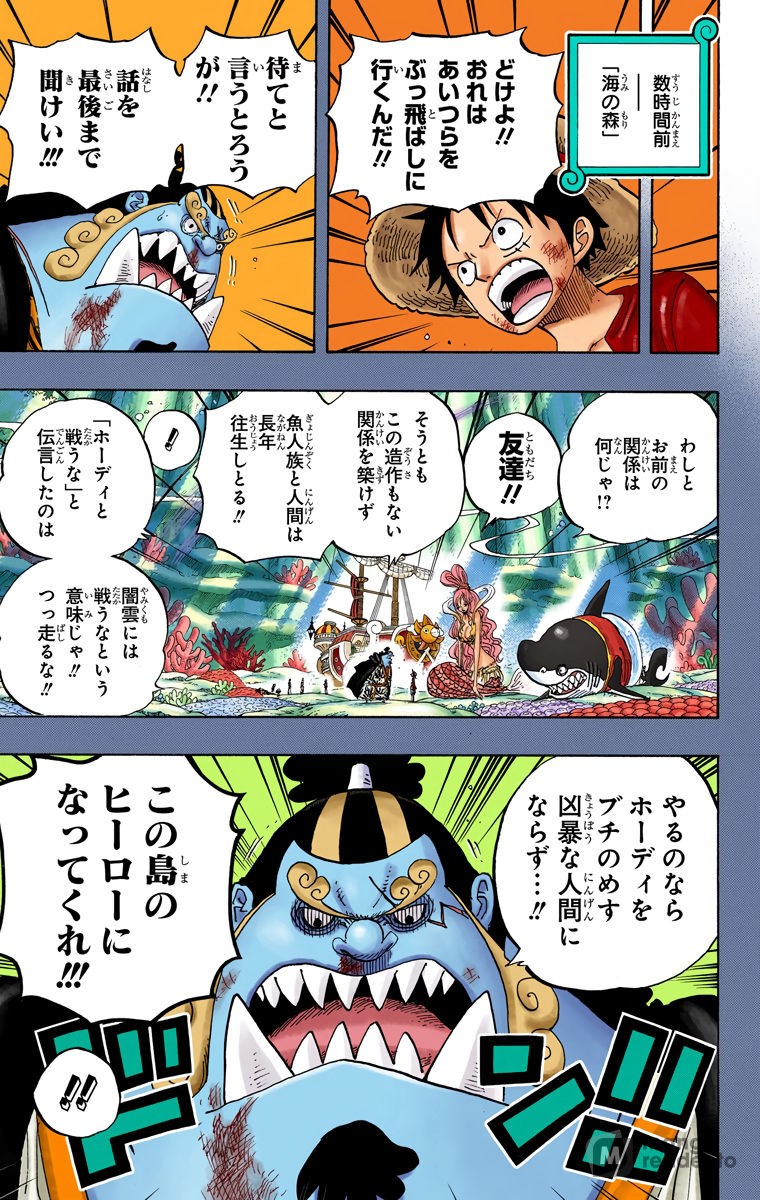 数時間前
「海の森」
どけよ!!
おれは
あいつらを
ぶっ飛ばしに
行くんだ!!
待てと
言うとろう
が!!
話を
最後まで
聞けい!!!
わしと
お前の
関係は
何じゃ!?
友達!!
そうとも
この造作もない
関係を築けず
魚人族と人間は
長年
往生しとる!!
!!
「ホーディと
戦うな」と
伝言したのは
闇雲には
戦うなという
意味じゃ!!
つっ走るな!!
やるのなら
ホーディを
ブチのめす
凶暴な人間に
ならず…!!
この島の
ヒーローに
なってくれ!!!
!!
ドン!!